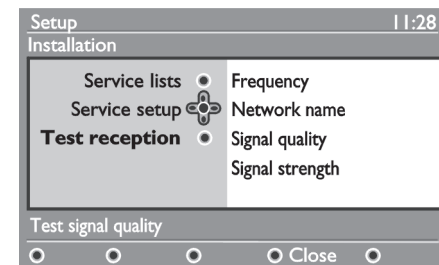 Setup 11:28
Installation
Service lists Frequency
Service setup Network name
Test reception Signal quality
Signal strength
Test signal quality
Close